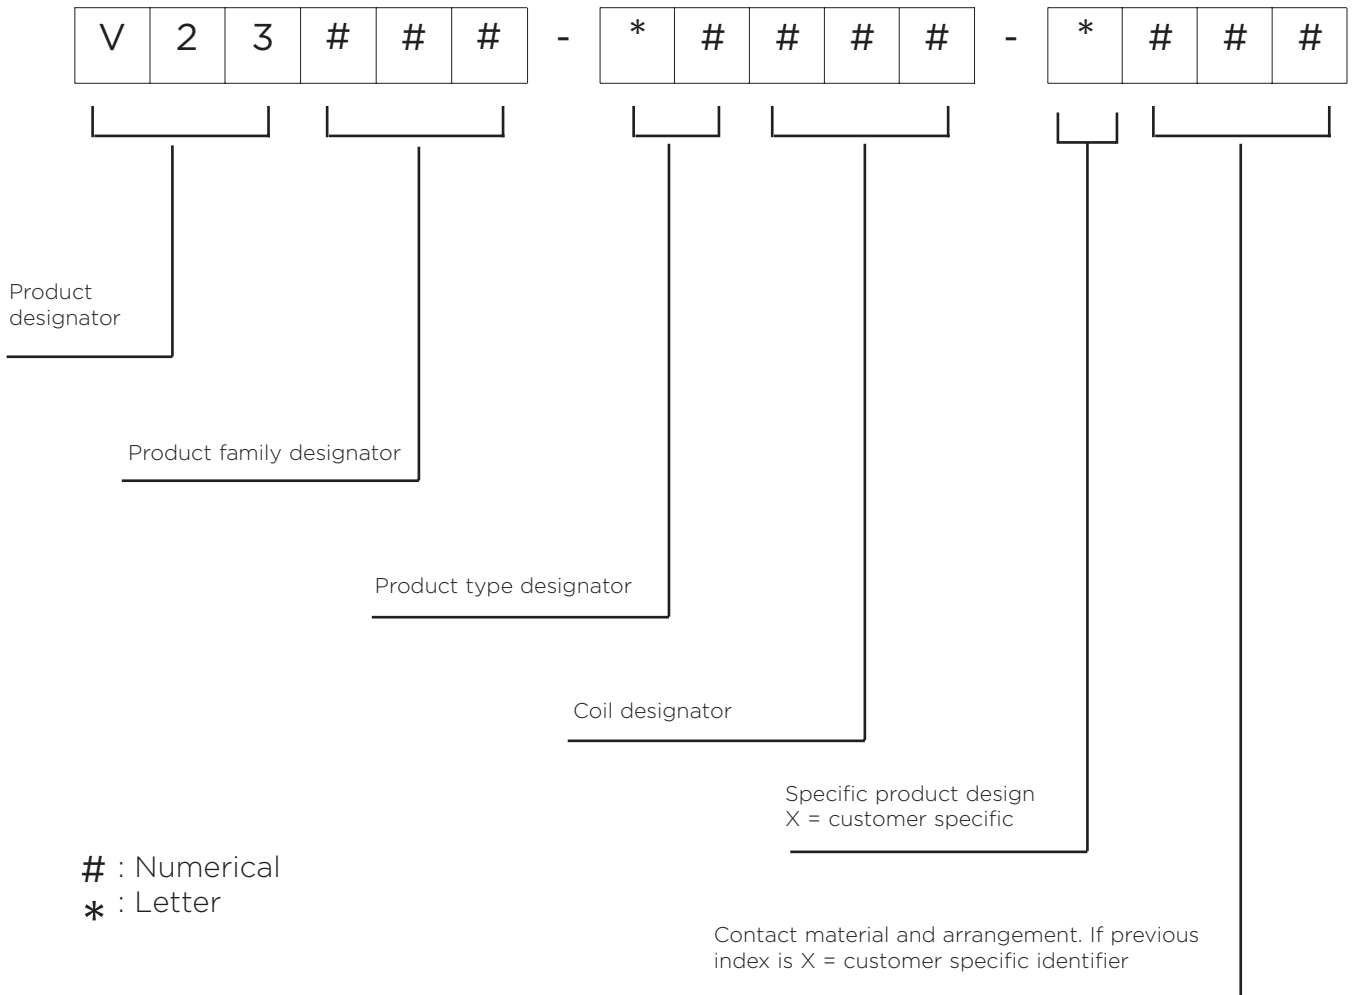 V 2 3 # # # - * # # # # - * # # #
Product
designator
Product family designator
Product type designator
Coil designator
Specific product design
X = customer specific
# : Numerical
* : Letter
Contact material and arrangement. If previous
index is X = customer specific identifier